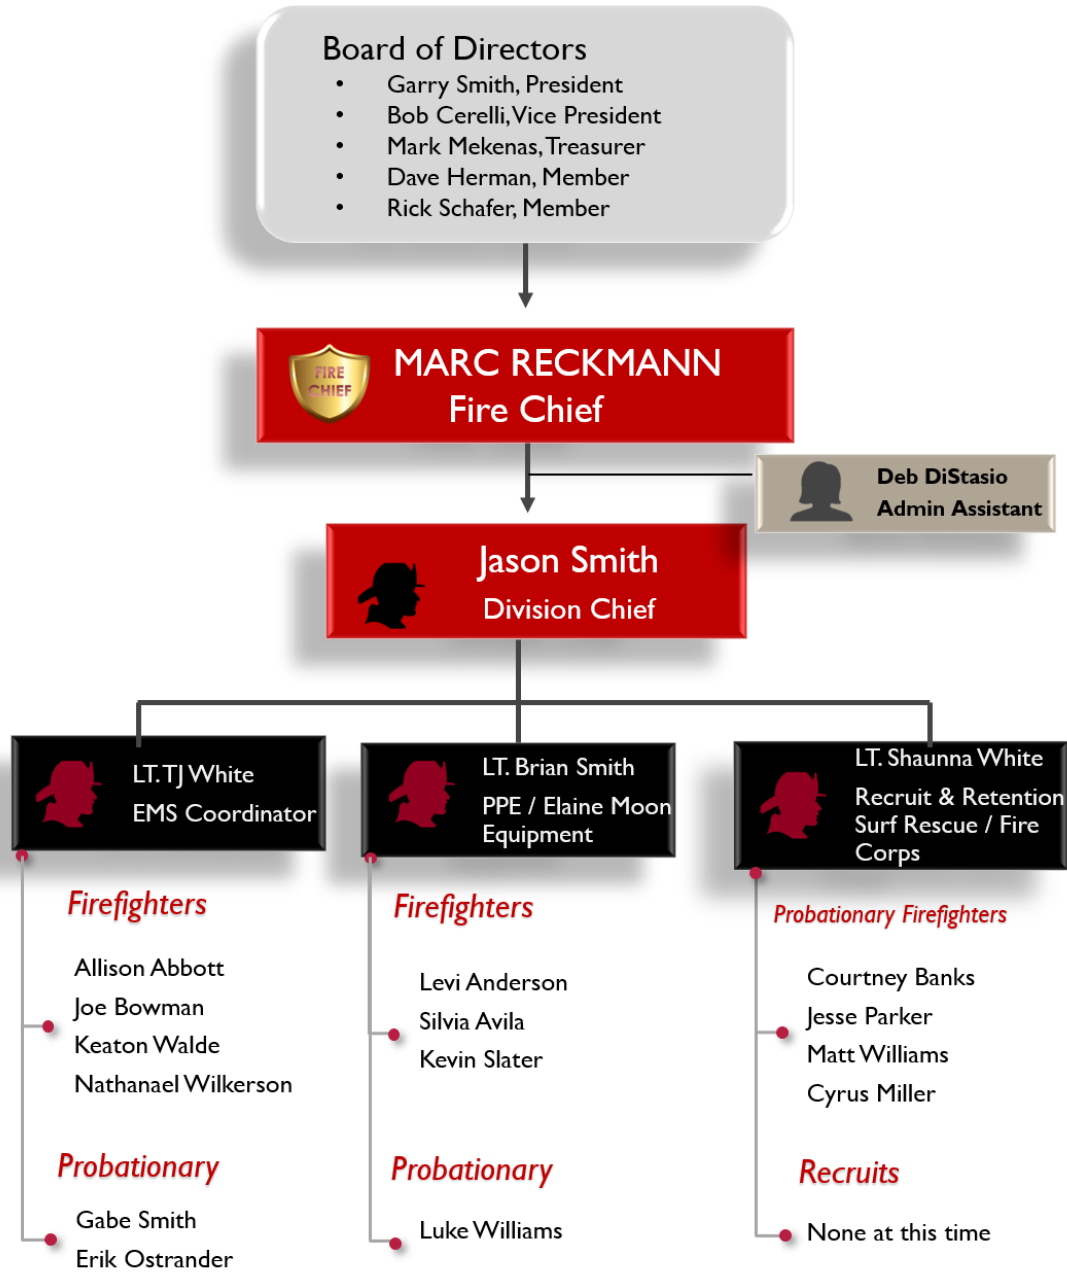 Board of Directors
• Garry Smith, President
• Bob Cerelli, Vice President
• Mark Mekenas, Treasurer
• Dave Herman, Member
• Rick Schafer, Member
FIRE
CHIEF
MARC RECKMANN
Fire Chief
Deb DiStasio
Admin Assistant
Jason Smith
Division Chief
LT. TJ White
EMS Coordinator
LT. Brian Smith
PPE / Elaine Moon
Equipment
LT. Shaunna White
Recruit & Retention
Surf Rescue / Fire
Corps
Firefighters
Allison Abbott
Joe Bowman
Keaton Walde
Nathanael Wilkerson
Probationary
Gabe Smith
Erik Ostrander
Firefighters
Levi Anderson
Silvia Avila
Kevin Slater
Probationary
Luke Williams
Probationary Firefighters
Courtney Banks
Jesse Parker
Matt Williams
Cyrus Miller
Recruits
None at this time